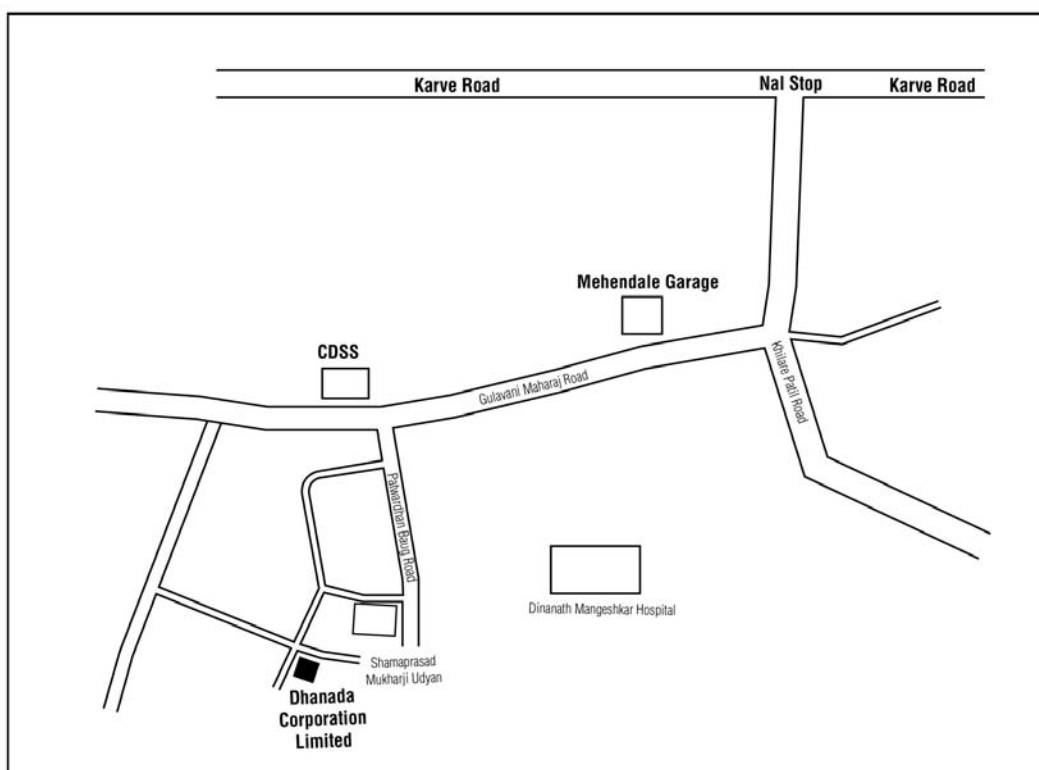 Karve Road
Nal Stop
Karve Road
Mehendale Garage
CDSS
Gulavani Maharaj Road
Khilare Patil Road
Patwardhan Baug Road
Dinanath Mangeshkar Hospital
Shamaprasad
Mukharji Udyan
Dhanada
Corporation
Limited